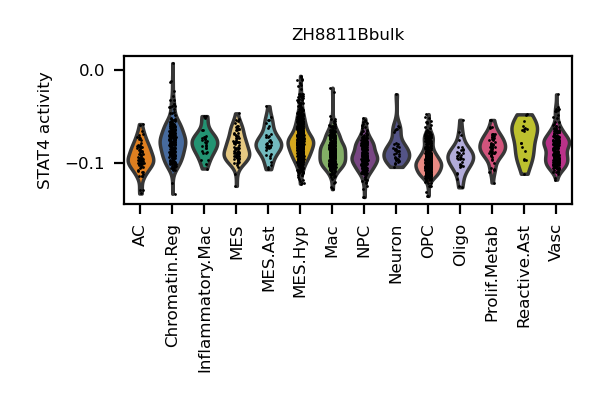 ZH8811Bbulk
STAT4 activity
0.0
−0.1
AC
Chromatin.Reg
Inflammatory.Mac
MES
MES.Ast
MES.Hyp
Mac
NPC
Neuron
OPC
Oligo
Prolif.Metab
Reactive.Ast
Vasc